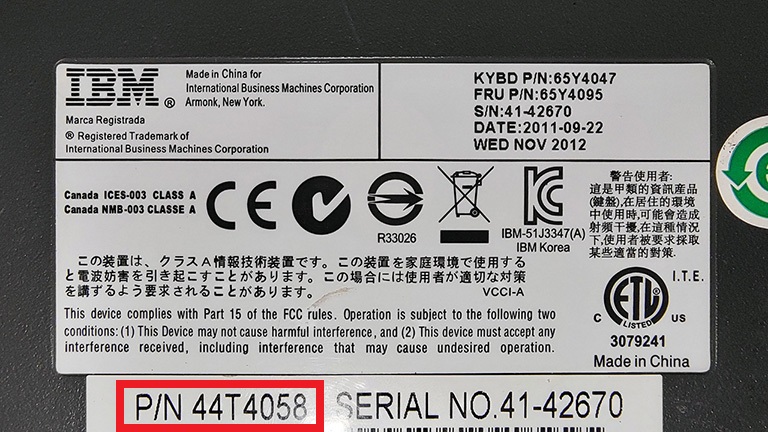 IBM®
Made in China for
International Business Machines Corporation
Armonk, New York.
Marca Registrada
® Registered Trademark of
International Business Machines Corporation
KYBD P/N:65Y4047
FRU P/N:65Y4095
S/N:41-42670
DATE:2011-09-22
WED NOV 2012
Canada ICES-003 CLASS A
Canada NMB-003 CLASSE A
CE
R33026
IBM-51J3347(A)
IBM Korea
警告使用者:
這是甲類的資訊産品
(鍵盤),在居住的環境
中使用時,可能會造成
射頻干擾,在這種情況
下,使用者被要求採取
某些適當的對策.
この装置は、クラスA情報技術装置です。この装置を家庭環境で使用する
と電波妨害を引き起こすことがあります。この場合には使用者が適切な対策
を講ずるよう要求されることがあります。
VCCI-A
This device complies with Part 15 of the FCC rules. Operation is subject to the following two
conditions: (1) This Device may not cause harmful interference, and (2) This device must accept any
interference received, including interference that may cause undesired operation.
I.T.E.
C ETL US
LISTED
3079241
Made in China
P/N 44T4058 SERIAL NO.41-42670